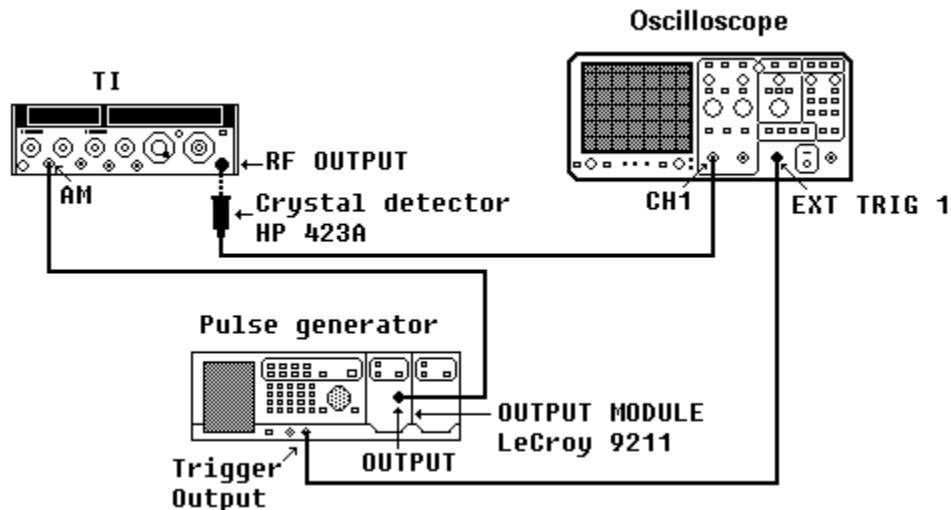 Oscilloscope
TI
RF OUTPUT
AM
Crystal detector
HP 423A
CH1
EXT TRIG 1
Pulse generator
OUTPUT MODULE
LeCroy 9211
OUTPUT
Trigger
Output